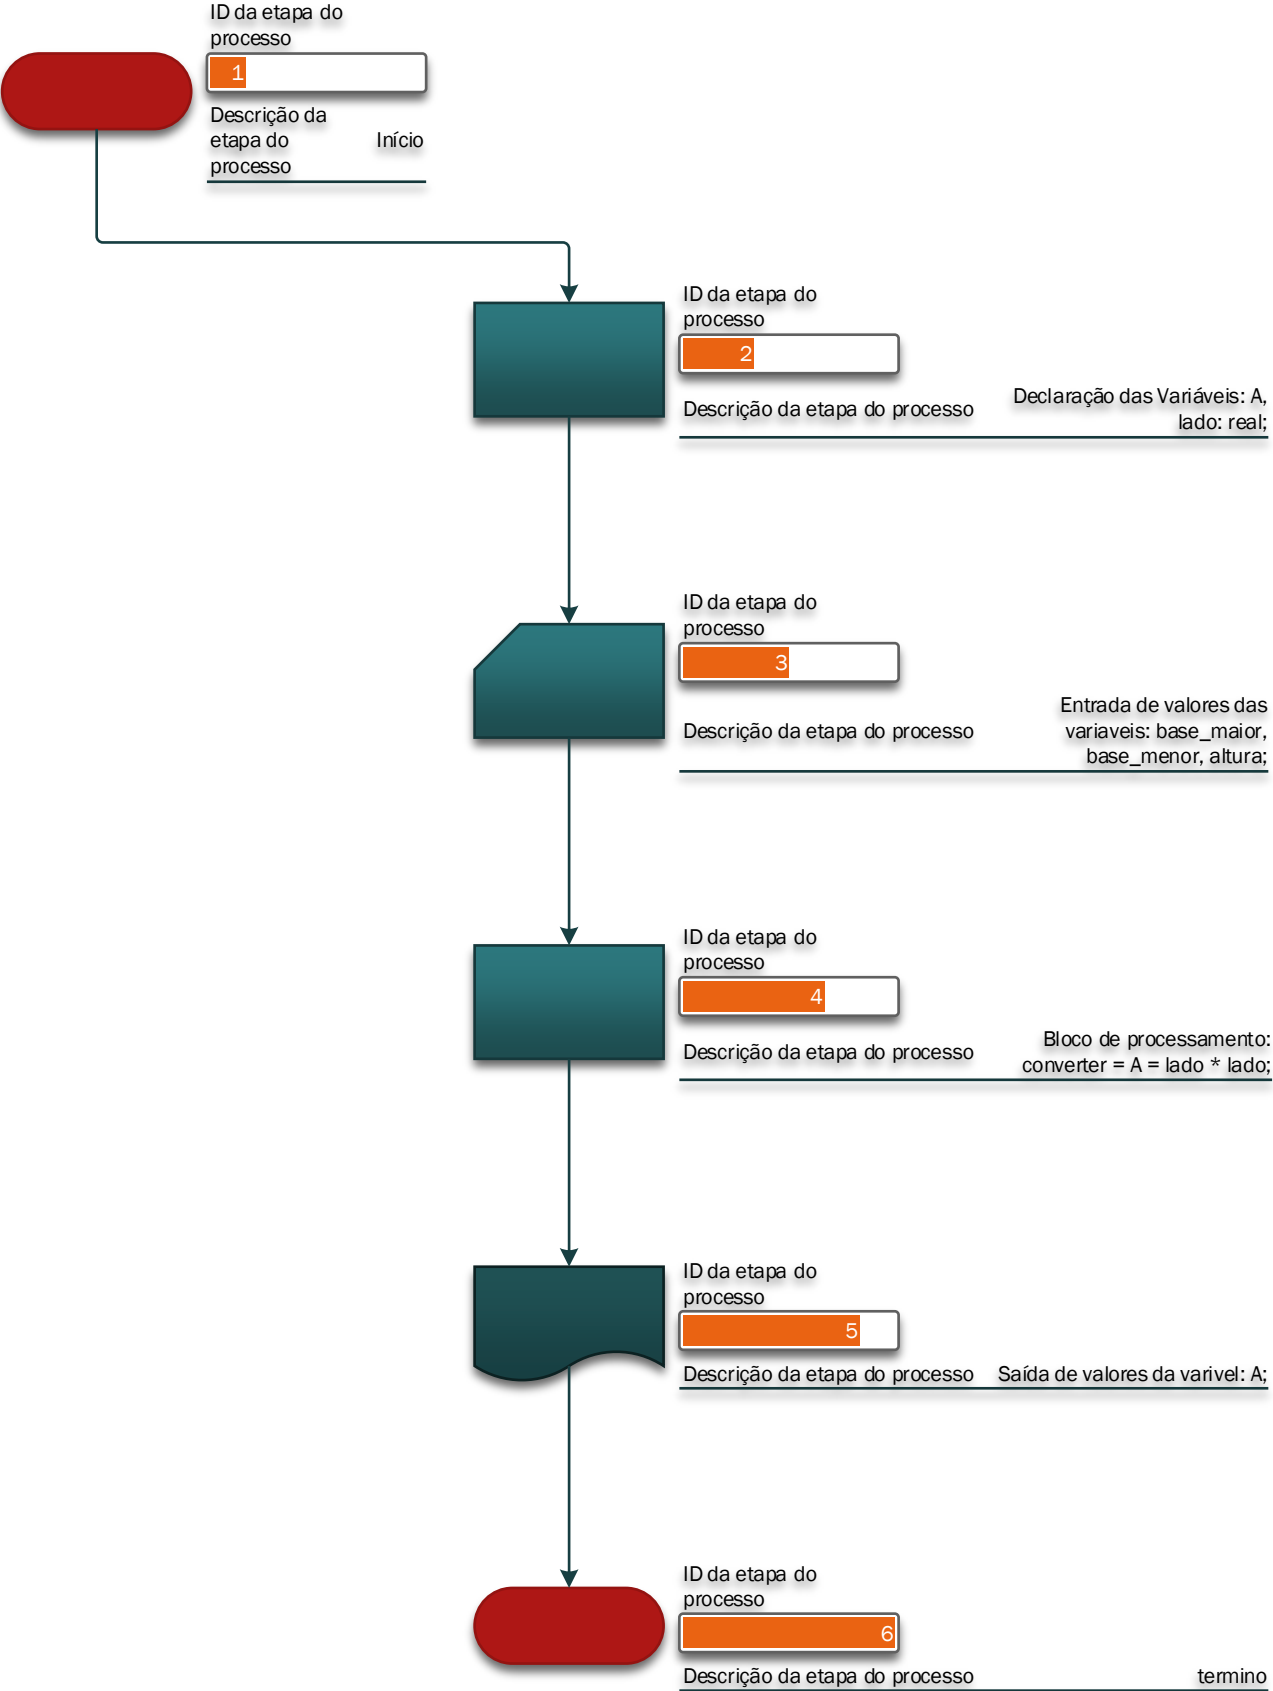 ID da etapa do
processo
1
Descrição da
etapa do
processo
Início
ID da etapa do
processo
2
Descrição da etapa do processo
Declaração das Variáveis: A,
lado: real;
ID da etapa do
processo
3
Descrição da etapa do processo
Entrada de valores das
variaveis: base_maior,
base_menor, altura;
ID da etapa do
processo
4
Descrição da etapa do processo
Bloco de processamento:
converter = A = lado * lado;
ID da etapa do
processo
5
Descrição da etapa do processo
Saída de valores da varivel: A;
ID da etapa do
processo
6
Descrição da etapa do processo
termino